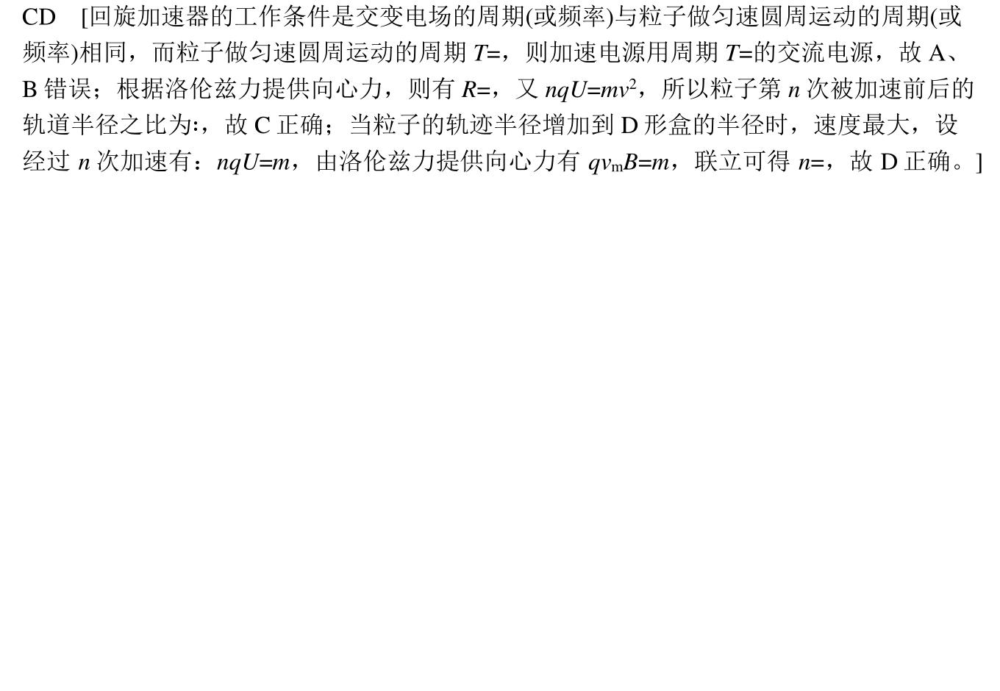 CD　[回旋加速器的工作条件是交变电场的周期(或频率)与粒子做匀速圆周运动的周期(或
频率)相同，而粒子做匀速圆周运动的周期 T=，则加速电源用周期 T=的交流电源，故 A、
B 错误；根据洛伦兹力提供向心力，则有 R=，又 nqU=mv²，所以粒子第 n 次被加速前后的
轨道半径之比为∶，故 C 正确；当粒子的轨迹半径增加到 D 形盒的半径时，速度最大，设
经过 n 次加速有：nqU=m，由洛伦兹力提供向心力有 qvₘB=m，联立可得 n=，故 D 正确。]